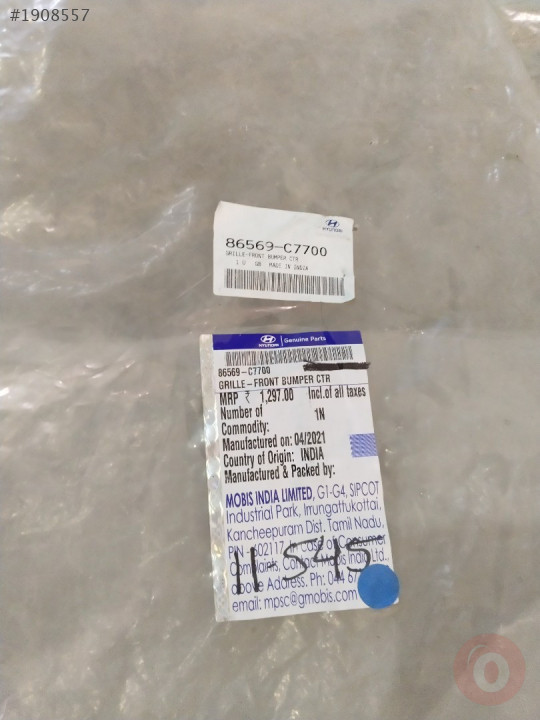 #1908557
HYUNDAI
86569-C7700
GRILLE-FRONT BUMPER CTR
MADE IN INDIA
HYUNDAI Genuine Parts
86569-C7700
GRILLE-FRONT BUMPER CTR
MRP ₹ 1,297.00 Incl.of all taxes
Number of 1N
Commodity:
Manufactured on: 04/2021
Country of Origin: INDIA
Manufactured & Packed by:
MOBIS INDIA LIMITED, G1-G4, SIPCOT
Industrial Park, Irrungattukottai,
Kancheepuram Dist. Tamil Nadu,
PIN - 602117. In case of Consumer
Complaints, Contact Mobis India Ltd.,
above Address. Ph: 044 67
email: mpsc@gmobis.com
11-545